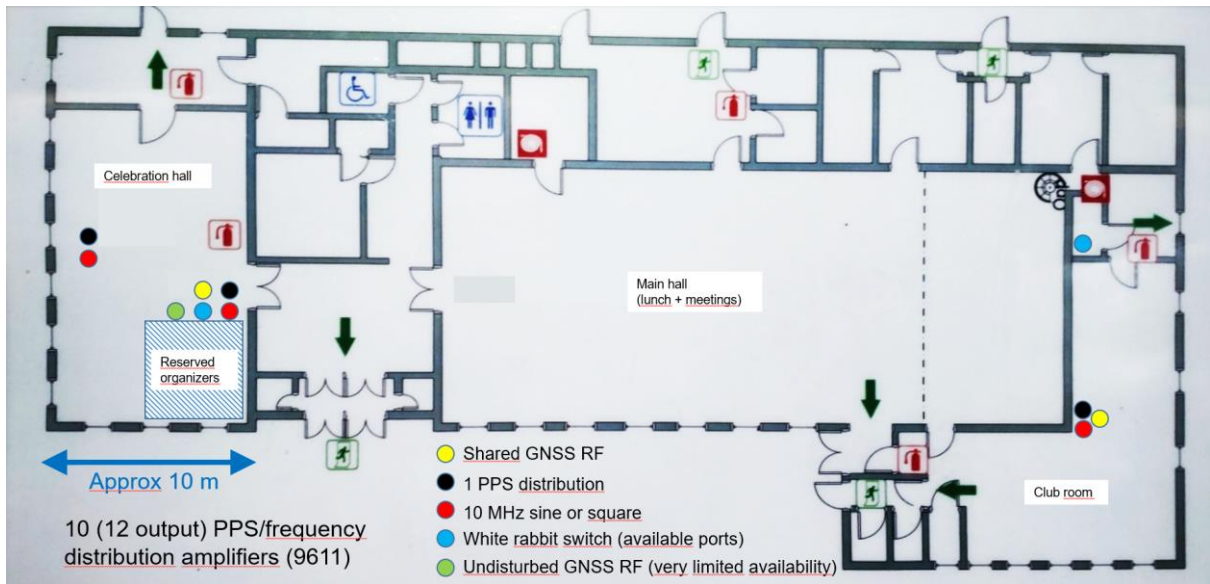 Celebration hall
Main hall
(lunch + meetings)
Reserved
organizers
Approx 10 m
10 (12 output) PPS/frequency
distribution amplifiers (9611)
Shared GNSS RF
1 PPS distribution
10 MHz sine or square
White rabbit switch (available ports)
Undisturbed GNSS RF (very limited availability)
Club room